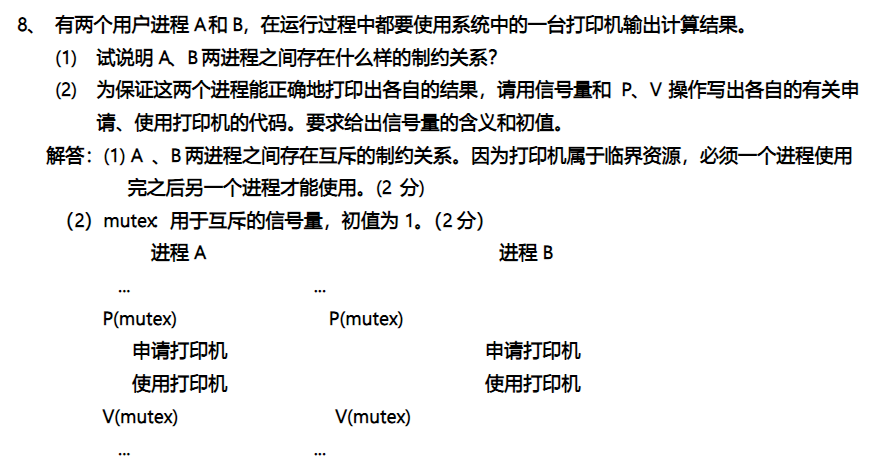 8、 有两个用户进程 A和 B，在运行过程中都要使用系统中的一台打印机输出计算结果。
(1) 试说明 A、B 两进程之间存在什么样的制约关系？
(2) 为保证这两个进程能正确地打印出各自的结果，请用信号量和 P、V 操作写出各自的有关申
请、使用打印机的代码。要求给出信号量的含义和初值。
解答：(1) A 、B 两进程之间存在互斥的制约关系。因为打印机属于临界资源，必须一个进程使用
完之后另一个进程才能使用。(2 分)
（2）mutex: 用于互斥的信号量，初值为 1。（2 分）
进程 A 进程 B
... ...
P(mutex) P(mutex)
申请打印机 申请打印机
使用打印机 使用打印机
V(mutex) V(mutex)
... ...